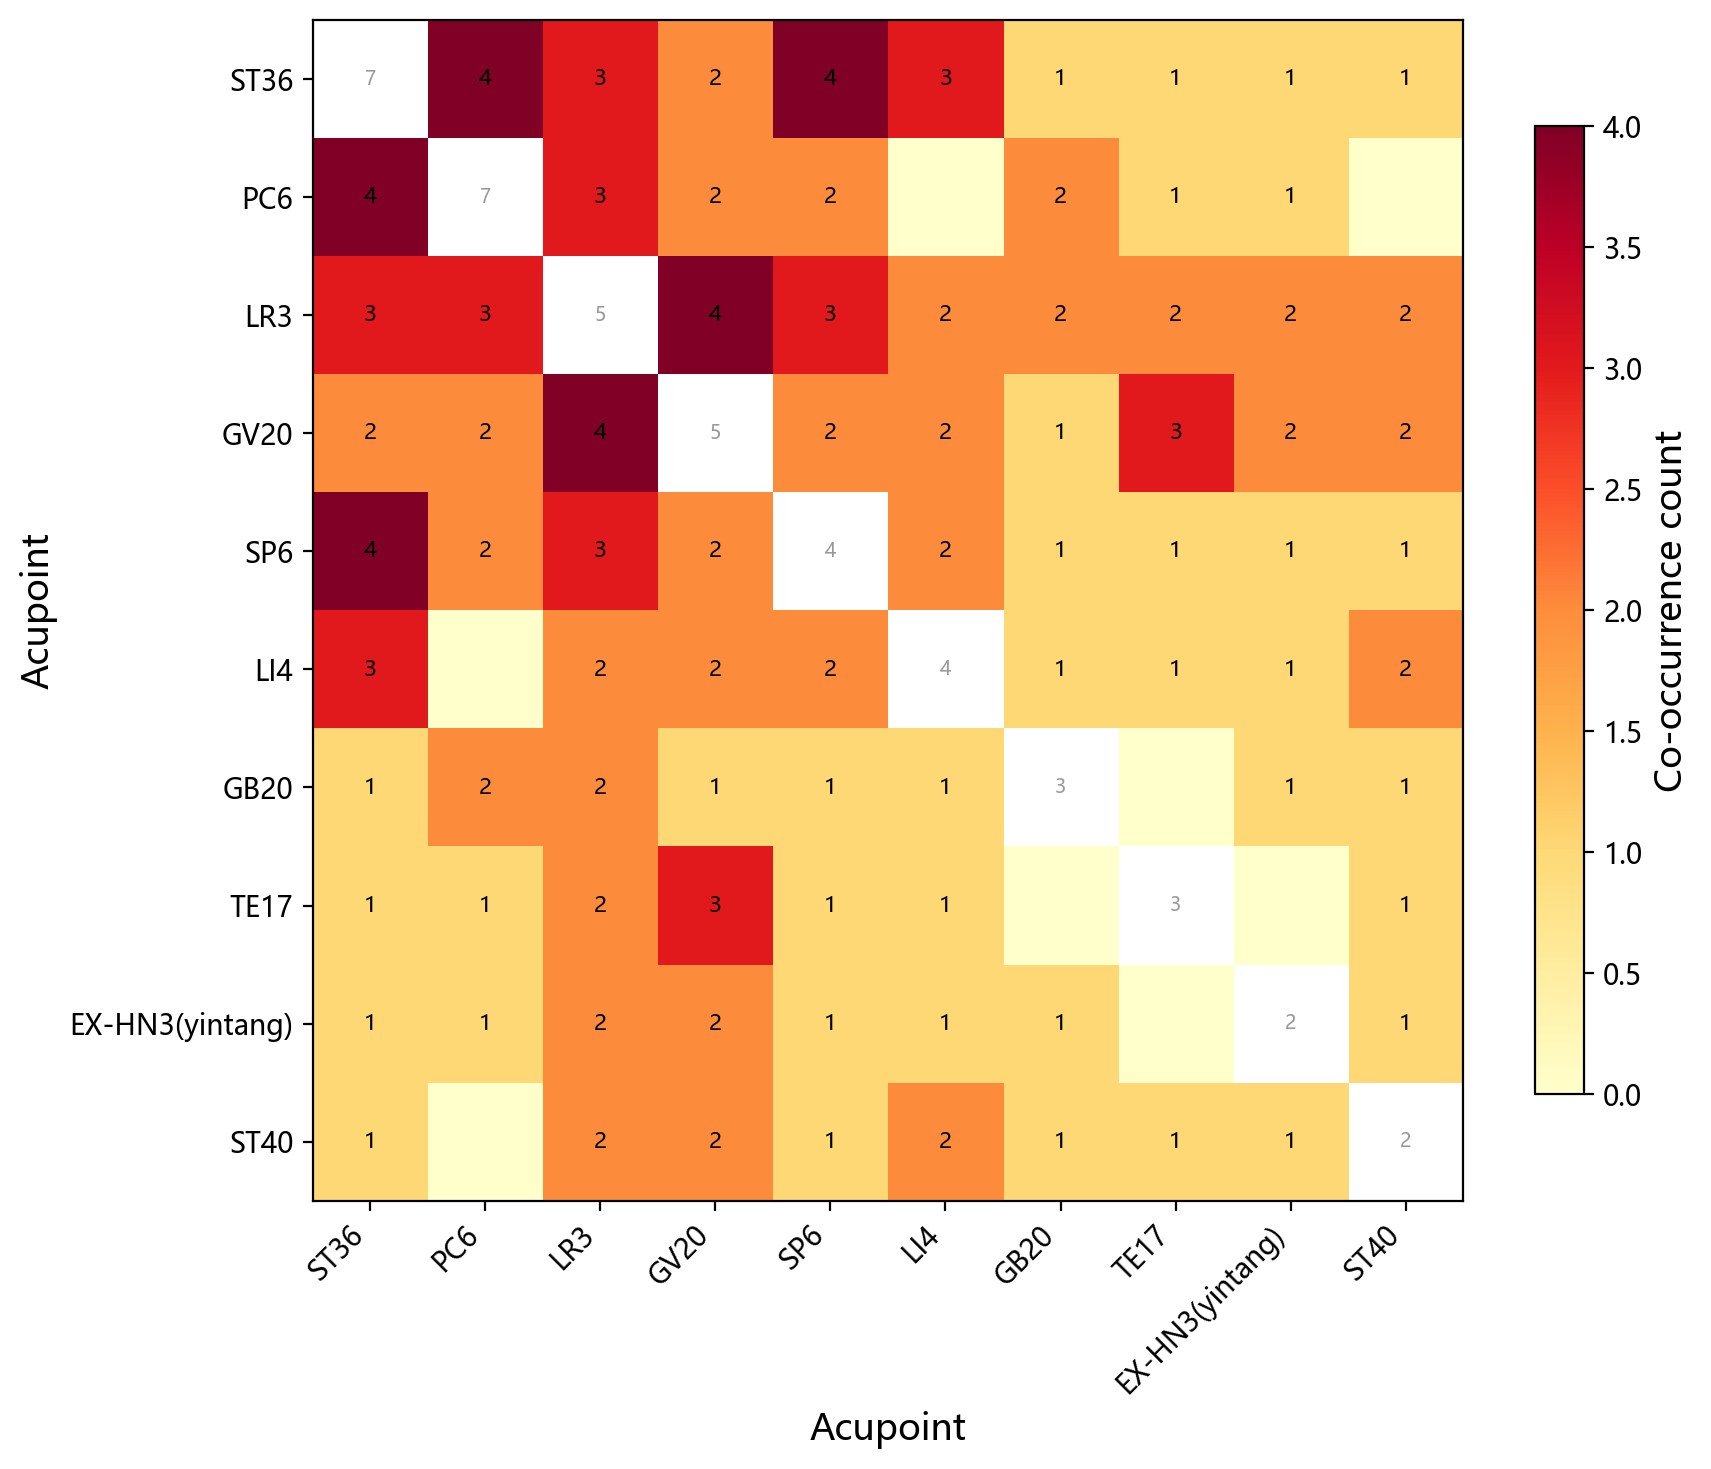 ST36 7 4 3 2 4 3 1 1 1 1
PC6 4 7 3 2 2 2 1 1
LR3 3 3 5 4 3 2 2 2 2 2
GV20 2 2 4 5 2 2 1 3 2 2
SP6 4 2 3 2 4 2 1 1 1 1
LI4 3 2 2 2 4 1 1 1 2
GB20 1 2 2 1 1 1 3 1 1
TE17 1 1 2 3 1 1 3 1
EX-HN3(yintang) 1 1 2 2 1 1 1 2 1
ST40 1 2 2 1 2 1 1 1 2
ST36 PC6 LR3 GV20 SP6 LI4 GB20 TE17 EX-HN3(yintang) ST40
Acupoint
Acupoint
4.0
3.5
3.0
2.5
2.0
1.5
1.0
0.5
0.0
Co-occurrence count